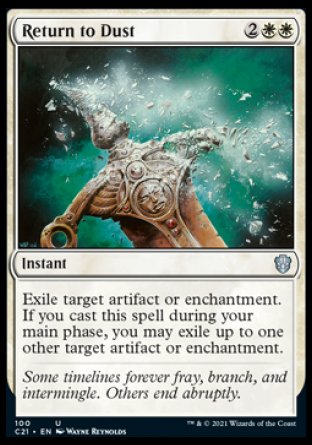 Return to Dust 2
Instant
Exile target artifact or enchantment.
If you cast this spell during your
main phase, you may exile up to one
other target artifact or enchantment.
Some timelines forever fray, branch, and
intermingle. Others end abruptly.
100 U
C21 • EN Wayne Reynolds
™ & © 2021 Wizards of the Coast